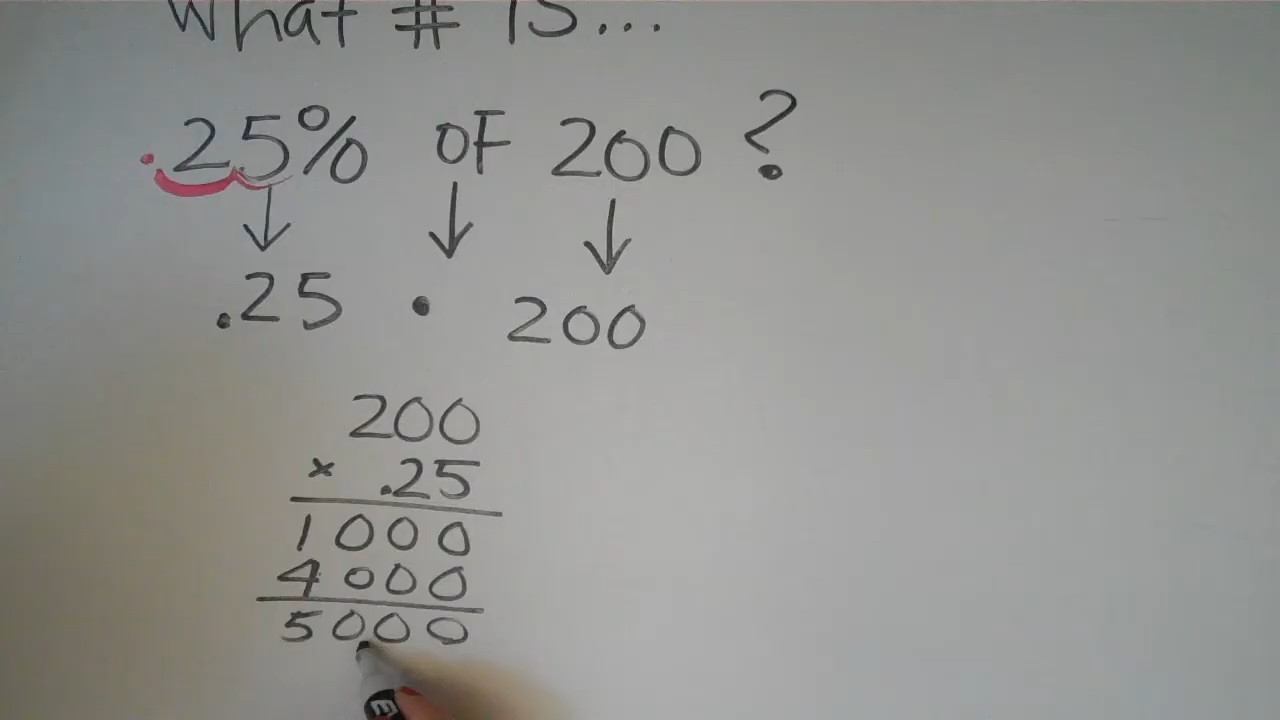 What # is...
.25% of 200 ?
.25 • 200
200
× .25
1000
4000
5000
E